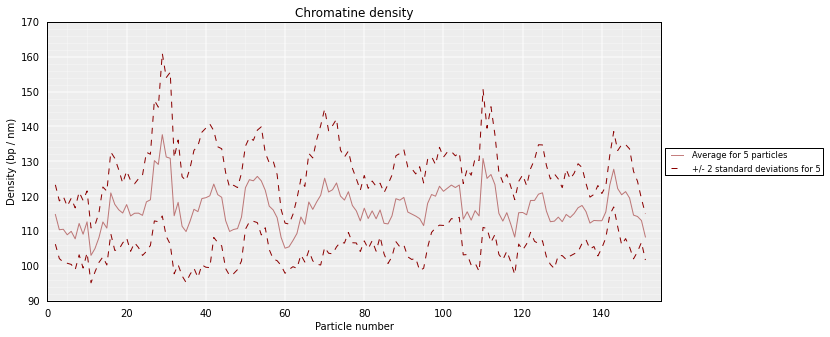 Chromatine density
170
160
150
140
130
120
110
100
90
Density (bp / nm)
0 20 40 60 80 100 120 140
Particle number
Average for 5 particles
+/- 2 standard deviations for 5